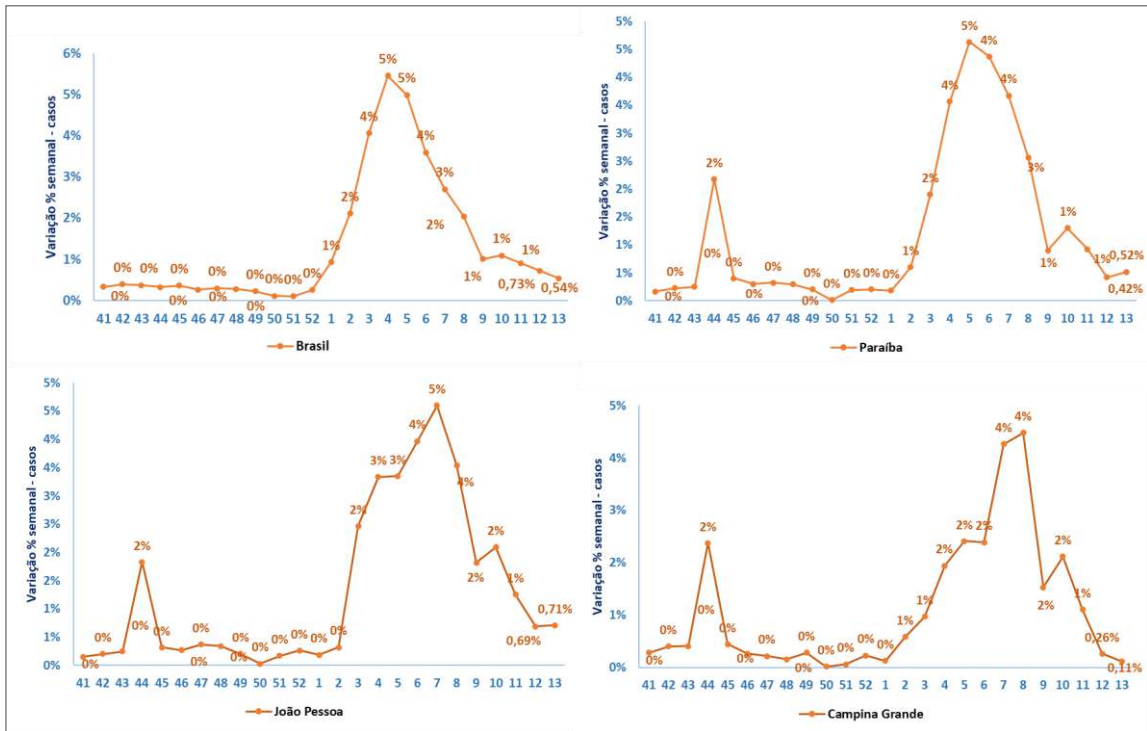 Variação % semanal - casos
6%
5%
4%
3%
2%
1%
0%
0% 0% 0% 0% 0% 0% 0% 0% 0% 0% 0% 0% 1% 2% 4% 5% 5% 4% 3% 2% 1% 1% 0,73% 1% 0,54%
41 42 43 44 45 46 47 48 49 50 51 52 1 2 3 4 5 6 7 8 9 10 11 12 13
Brasil
Variação % semanal - casos
5%
5%
4%
4%
3%
3%
2%
2%
1%
1%
0%
0% 0% 2% 0% 0% 0% 0% 0% 0% 0% 0% 0% 0% 1% 2% 4% 5% 4% 4% 3% 1% 1% 1% 0,42% 0,52%
41 42 43 44 45 46 47 48 49 50 51 52 1 2 3 4 5 6 7 8 9 10 11 12 13
Paraíba
Variação % semanal - casos
5%
5%
4%
4%
3%
3%
2%
2%
1%
1%
0%
0% 0% 2% 0% 0% 0% 0% 0% 0% 0% 0% 0% 0% 0% 2% 3% 3% 4% 5% 4% 2% 2% 1% 0,69% 0,71%
41 42 43 44 45 46 47 48 49 50 51 52 1 2 3 4 5 6 7 8 9 10 11 12 13
João Pessoa
Variação % semanal - casos
5%
4%
3%
2%
1%
0%
0% 0% 2% 0% 0% 0% 0% 0% 0% 0% 0% 0% 0% 1% 1% 2% 2% 2% 4% 4% 2% 2% 1% 0,26% 0,11%
41 42 43 44 45 46 47 48 49 50 51 52 1 2 3 4 5 6 7 8 9 10 11 12 13
Campina Grande